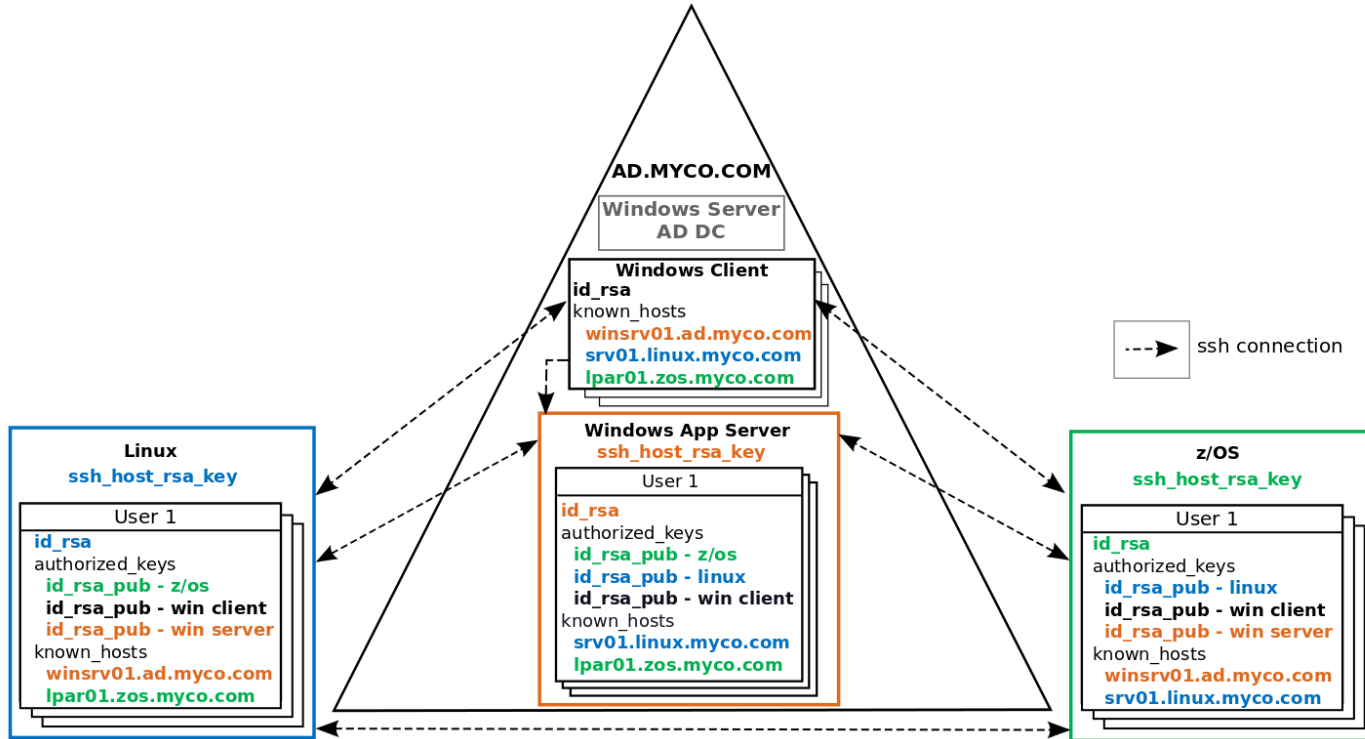 AD.MYCO.COM
Windows Server
AD DC
Windows Client
id_rsa
known_hosts
winsrv01.ad.myco.com
srv01.linux.myco.com
lpar01.zos.myco.com
ssh connection
Linux
ssh_host_rsa_key
User 1
id_rsa
authorized_keys
id_rsa_pub - z/os
id_rsa_pub - win client
id_rsa_pub - win server
known_hosts
winsrv01.ad.myco.com
lpar01.zos.myco.com
Windows App Server
ssh_host_rsa_key
User 1
id_rsa
authorized_keys
id_rsa_pub - z/os
id_rsa_pub - linux
id_rsa_pub - win client
known_hosts
srv01.linux.myco.com
lpar01.zos.myco.com
z/OS
ssh_host_rsa_key
User 1
id_rsa
authorized_keys
id_rsa_pub - linux
id_rsa_pub - win client
id_rsa_pub - win server
known_hosts
winsrv01.ad.myco.com
srv01.linux.myco.com